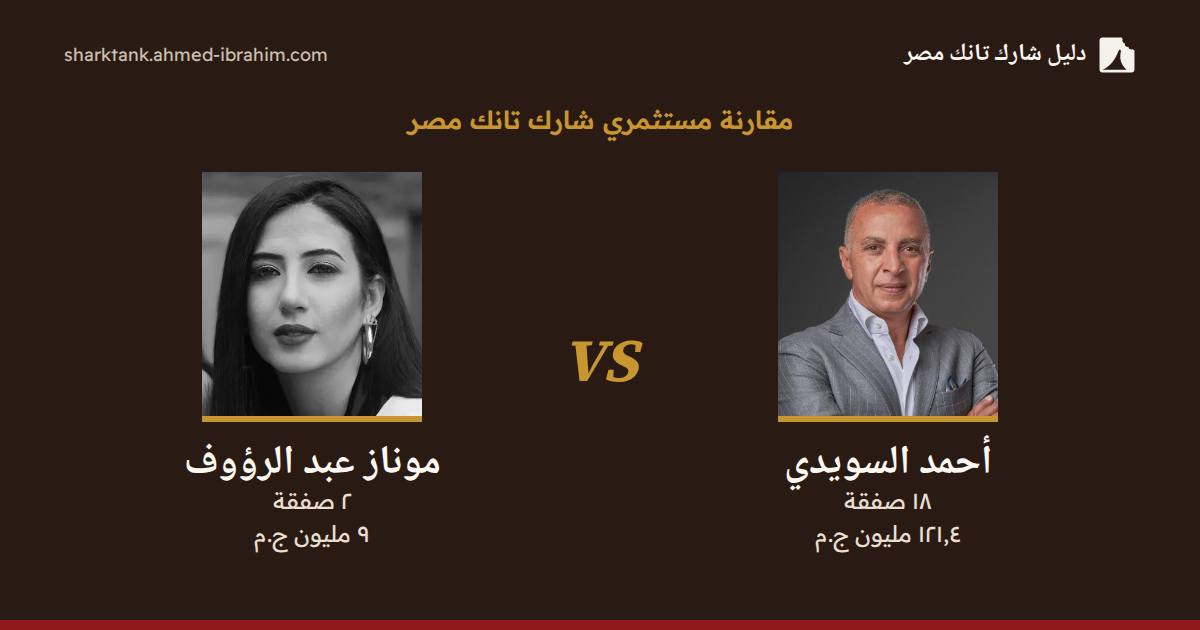 دليل شارك تانك مصر
sharktank.ahmed-ibrahim.com
مقارنة مستثمري شارك تانك مصر
أحمد السويدي
١٨ صفقة
١٢١,٤ مليون ج.م
VS
موناز عبد الرؤوف
٢ صفقة
٩ مليون ج.م